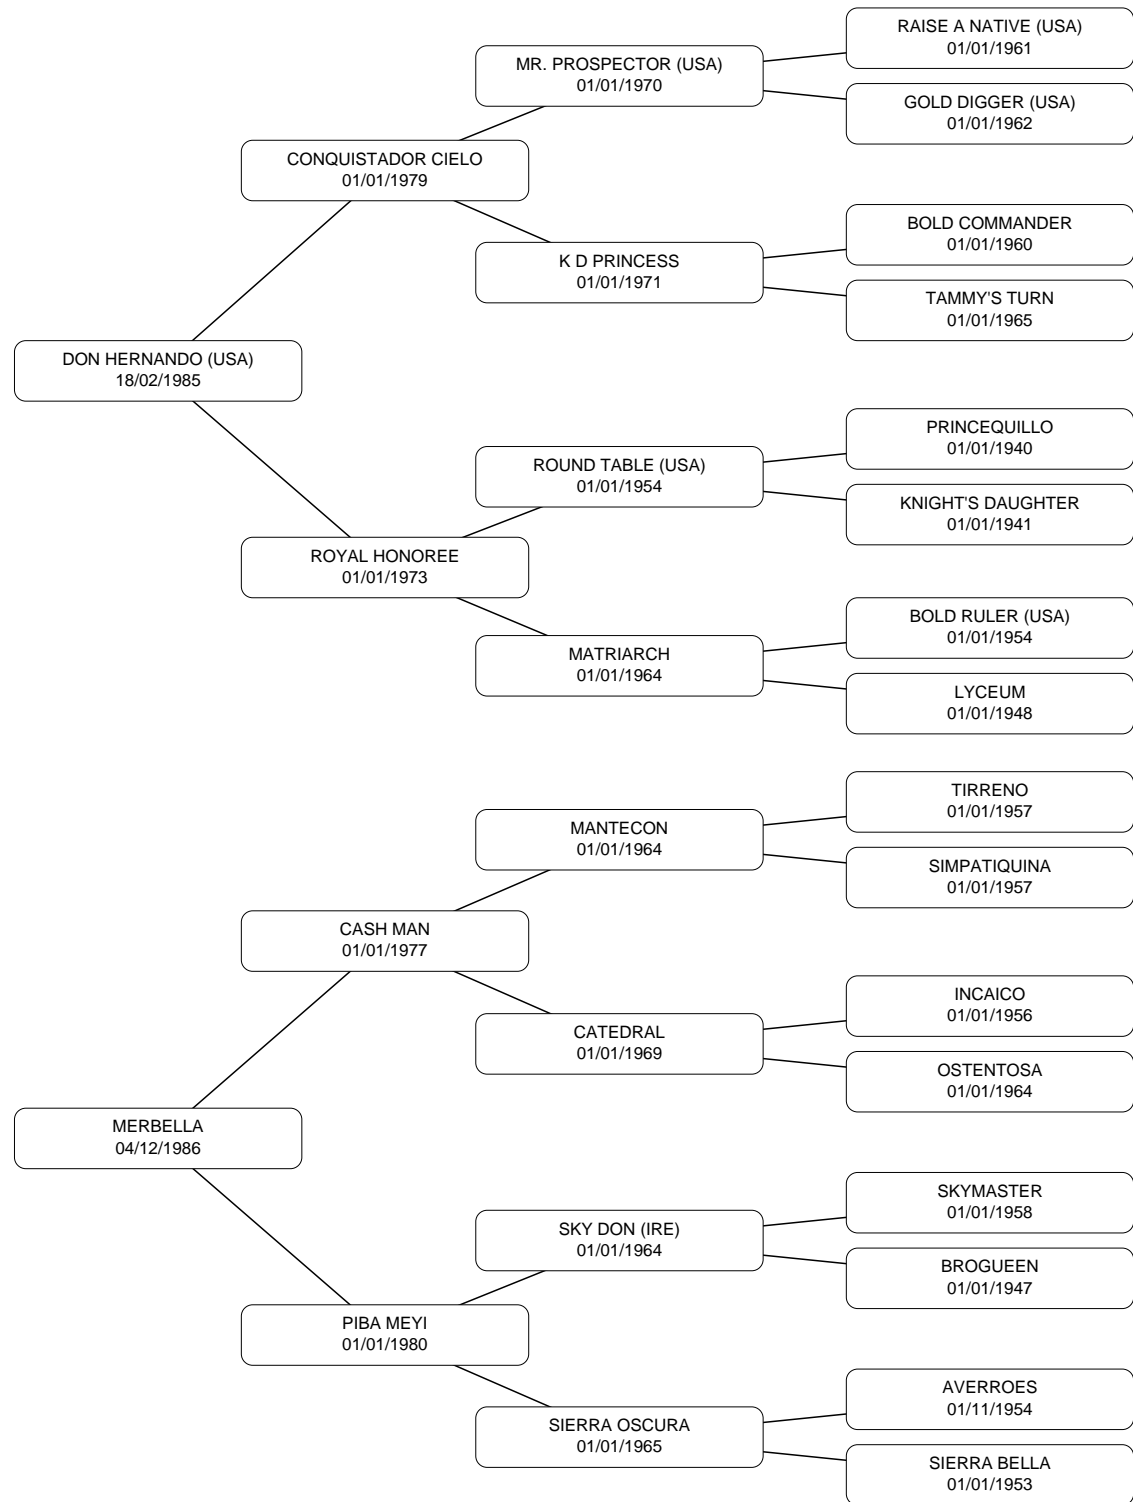 RAISE A NATIVE (USA)
01/01/1961
MR. PROSPECTOR (USA)
01/01/1970
GOLD DIGGER (USA)
01/01/1962
CONQUISTADOR CIELO
01/01/1979
BOLD COMMANDER
01/01/1960
K D PRINCESS
01/01/1971
TAMMY'S TURN
01/01/1965
DON HERNANDO (USA)
18/02/1985
PRINCEQUILLO
01/01/1940
ROUND TABLE (USA)
01/01/1954
KNIGHT'S DAUGHTER
01/01/1941
ROYAL HONOREE
01/01/1973
BOLD RULER (USA)
01/01/1954
MATRIARCH
01/01/1964
LYCEUM
01/01/1948
TIRRENO
01/01/1957
MANTECON
01/01/1964
SIMPATIQUINA
01/01/1957
CASH MAN
01/01/1977
INCAICO
01/01/1956
CATEDRAL
01/01/1969
OSTENTOSA
01/01/1964
MERBELLA
04/12/1986
SKYMASTER
01/01/1958
SKY DON (IRE)
01/01/1964
BROGUEEN
01/01/1947
PIBA MEYI
01/01/1980
AVERROES
01/11/1954
SIERRA OSCURA
01/01/1965
SIERRA BELLA
01/01/1953